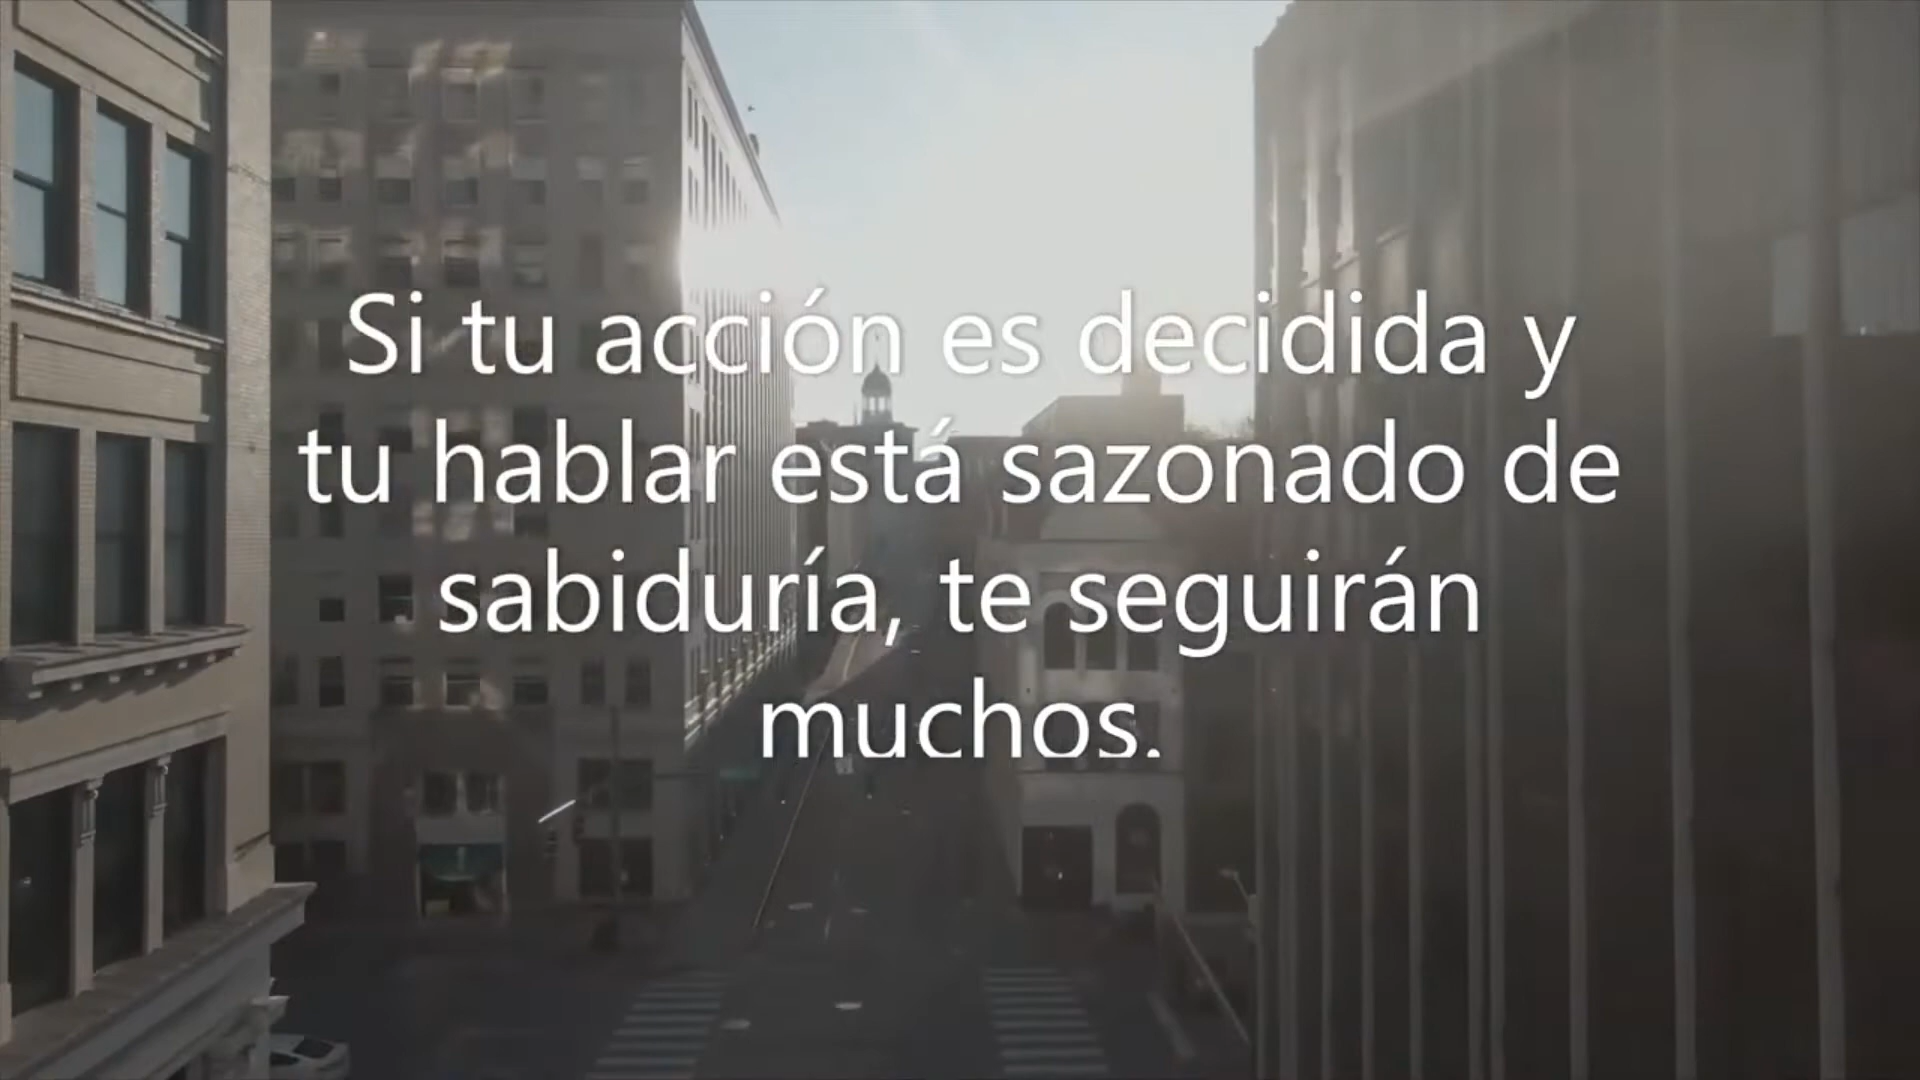 Si tu acción es decidida y
tu hablar está sazonado de
sabiduría, te seguirán
muchos.